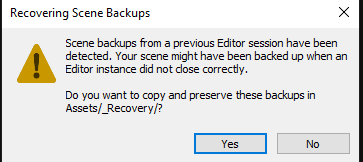 Recovering Scene Backups
Scene backups from a previous Editor session have been
detected. Your scene might have been backed up when an
Editor instance did not close correctly.
Do you want to copy and preserve these backups in
Assets/_Recovery/?
Yes
No